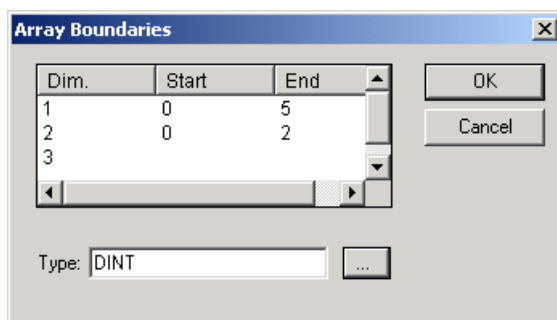 Array Boundaries
Dim. Start End
1 0 5
2 0 2
3
OK
Cancel
Type: DINT ...